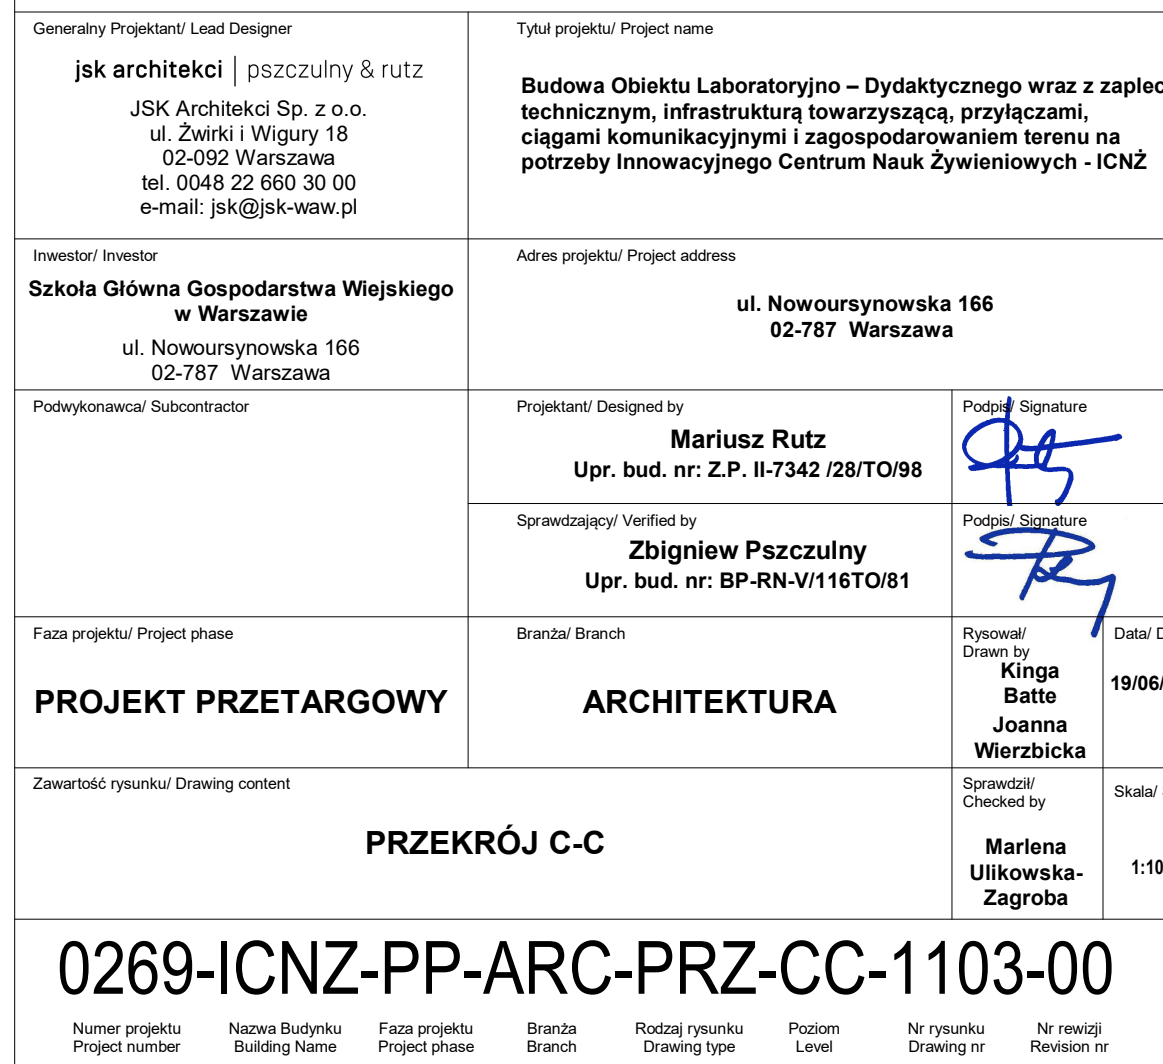 Generalny Projektant/ Lead Designer
jsk architekci | pszczulny & rutz
JSK Architekci Sp. z o.o.
ul. Żwirki i Wigury 18
02-092 Warszawa
tel. 0048 22 660 30 00
e-mail: jsk@jsk-waw.pl
Tytuł projektu/ Project name
Budowa Obiektu Laboratoryjno – Dydaktycznego wraz z zaplec
technicznym, infrastrukturą towarzyszącą, przyłączami,
ciągami komunikacyjnymi i zagospodarowaniem terenu na
potrzeby Innowacyjnego Centrum Nauk Żywieniowych - ICNŻ
Inwestor/ Investor
Szkoła Główna Gospodarstwa Wiejskiego
w Warszawie
ul. Nowoursynowska 166
02-787 Warszawa
Adres projektu/ Project address
ul. Nowoursynowska 166
02-787 Warszawa
Podwykonawca/ Subcontractor
Projektant/ Designed by
Mariusz Rutz
Upr. bud. nr: Z.P. II-7342 /28/TO/98
Podpis/ Signature
Sprawdzający/ Verified by
Zbigniew Pszczulny
Upr. bud. nr: BP-RN-V/116TO/81
Podpis/ Signature
Faza projektu/ Project phase
PROJEKT PRZETARGOWY
Branża/ Branch
ARCHITEKTURA
Rysował/
Drawn by
Kinga
Batte
Joanna
Wierzbicka
Data/ D
19/06/
Zawartość rysunku/ Drawing content
PRZEKRÓJ C-C
Sprawdził/
Checked by
Marlena
Ulikowska-
Zagroba
Skala/
1:10
0269-ICNZ-PP-ARC-PRZ-CC-1103-00
Numer projektu Nazwa Budynku Faza projektu Branża Rodzaj rysunku Poziom Nr rysunku Nr rewizji
Project number Building Name Project phase Branch Drawing type Level Drawing nr Revision nr